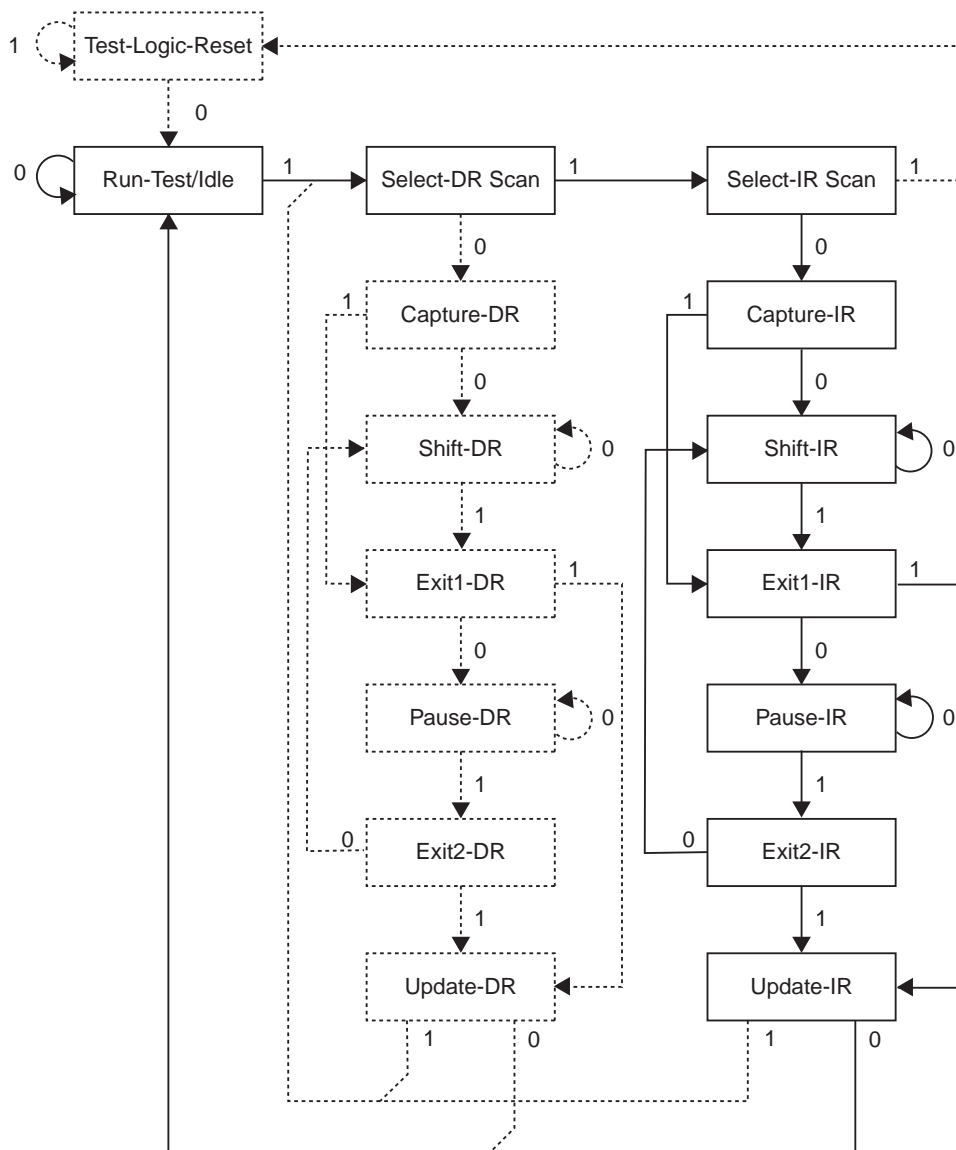 1 Test-Logic-Reset
0
0 Run-Test/Idle 1 Select-DR Scan 1 Select-IR Scan 1
0 0
1 Capture-DR 1 Capture-IR
0 0
Shift-DR 0 Shift-IR 0
1 1
Exit1-DR 1 Exit1-IR 1
0 0
Pause-DR 0 Pause-IR 0
1 1
0 Exit2-DR 0 Exit2-IR
1 1
Update-DR Update-IR
1 0 1 0